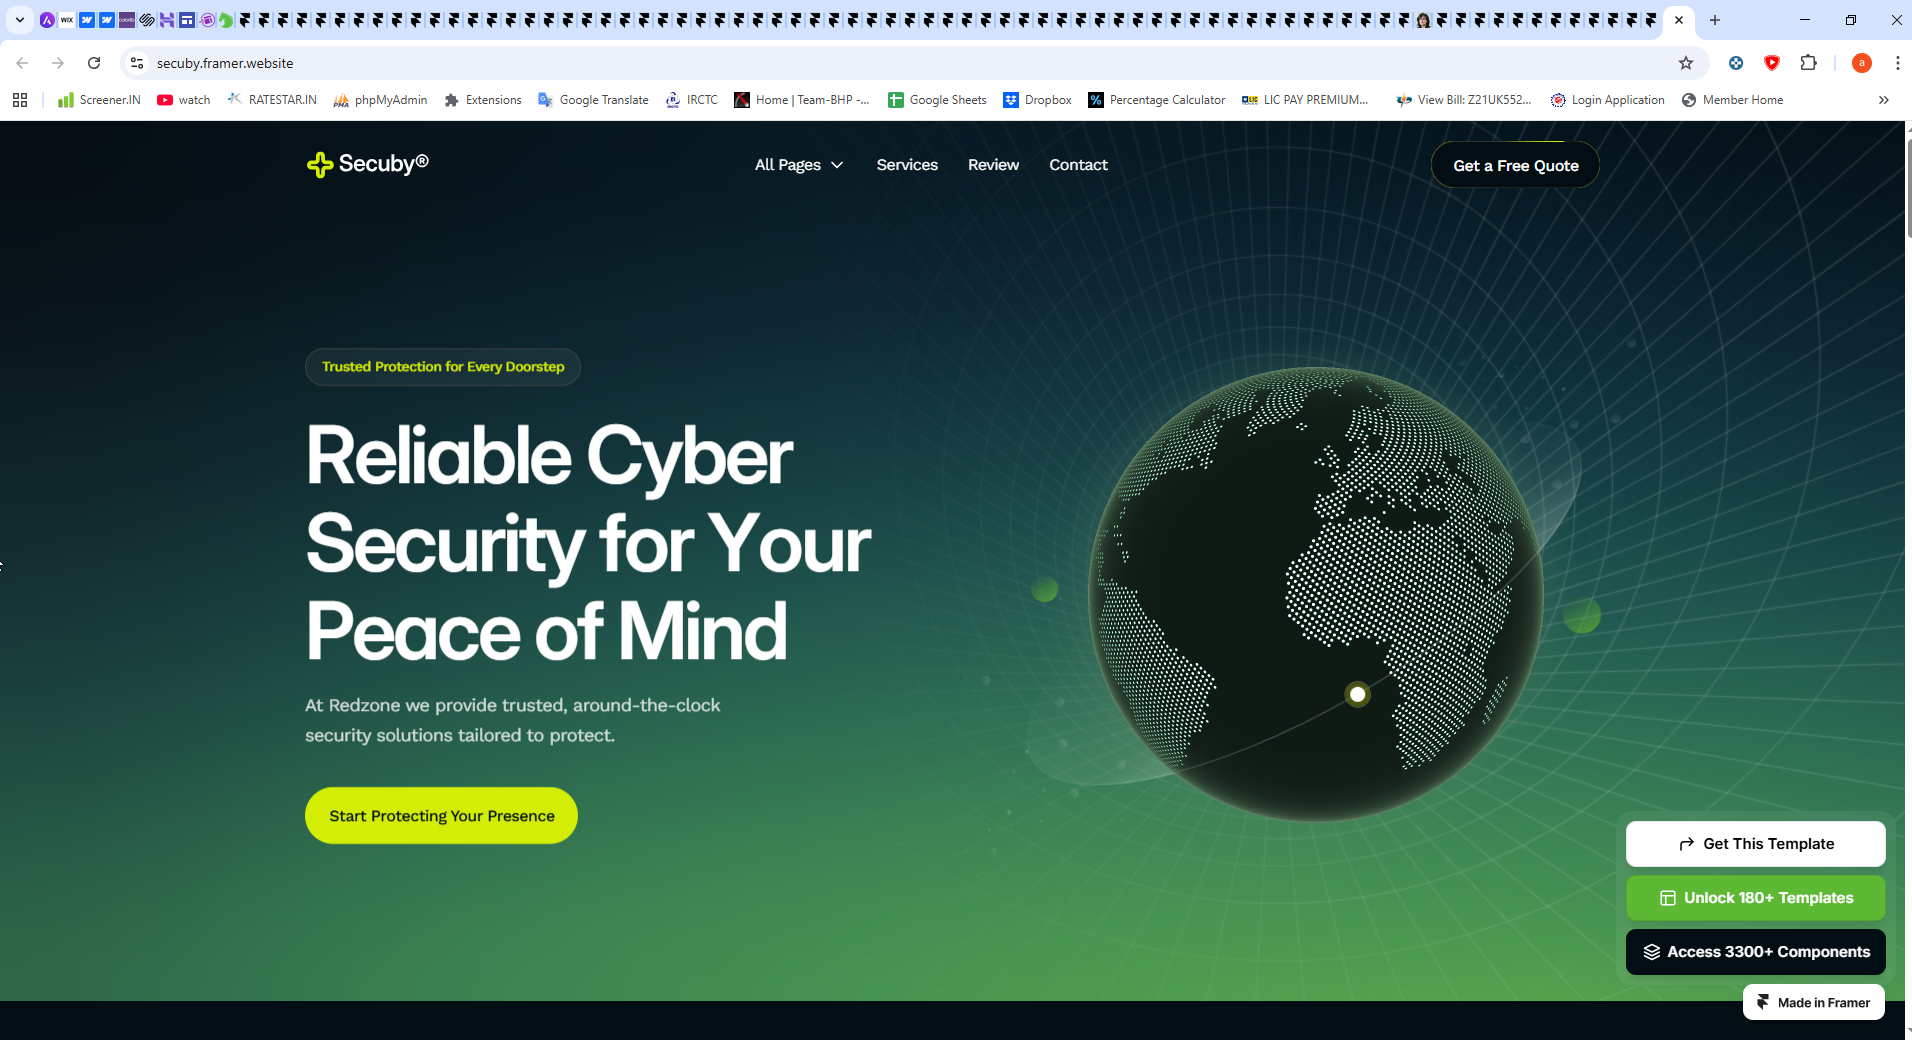 secuby.framer.website
Screener.IN
watch
RATESTAR.IN
phpMyAdmin
Extensions
Google Translate
IRCTC
Home | Team-BHP -...
Google Sheets
Dropbox
Percentage Calculator
LIC PAY PREMIUM...
View Bill: Z21UK552...
Login Application
Member Home
Secuby®
All Pages
Services
Review
Contact
Get a Free Quote
Trusted Protection for Every Doorstep
Reliable Cyber
Security for Your
Peace of Mind
At Redzone we provide trusted, around-the-clock
security solutions tailored to protect.
Start Protecting Your Presence
Get This Template
Unlock 180+ Templates
Access 3300+ Components
Made in Framer